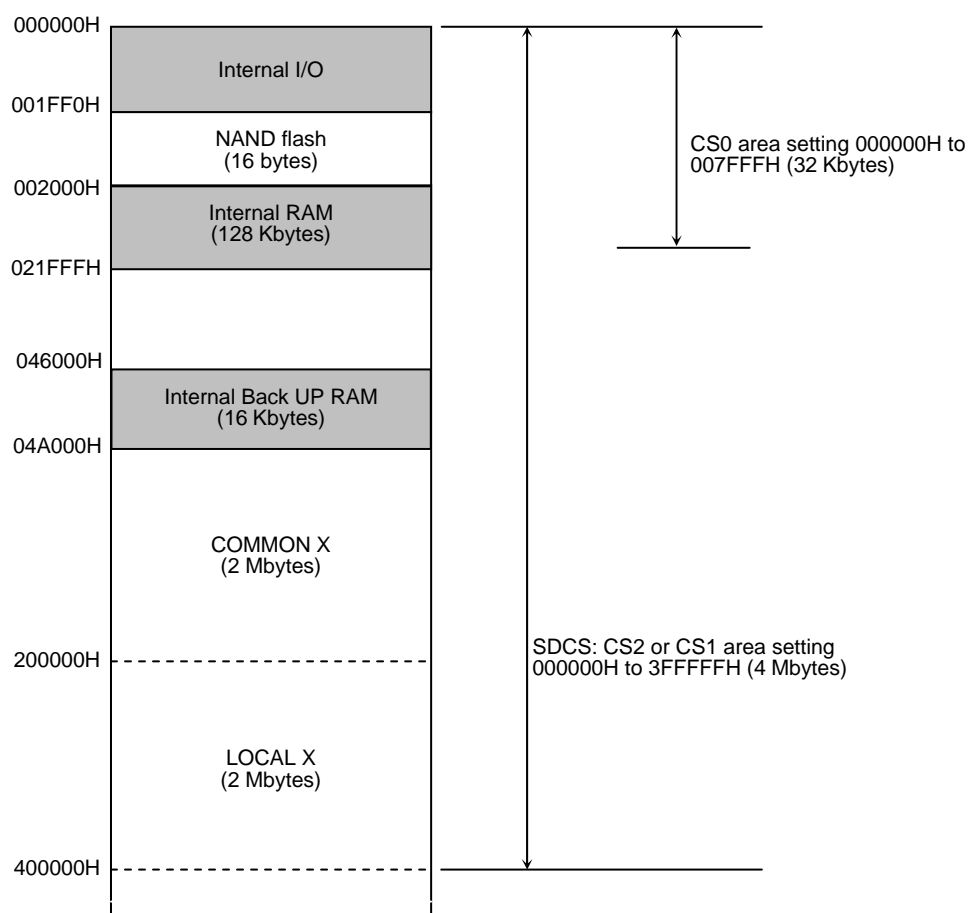 000000H
Internal I/O
001FF0H
NAND flash
(16 bytes)
002000H
Internal RAM
(128 Kbytes)
021FFFH
046000H
Internal Back UP RAM
(16 Kbytes)
04A000H
COMMON X
(2 Mbytes)
200000H
LOCAL X
(2 Mbytes)
400000H
CS0 area setting 000000H to
007FFFH (32 Kbytes)
SDCS: CS2 or CS1 area setting
000000H to 3FFFFFH (4 Mbytes)